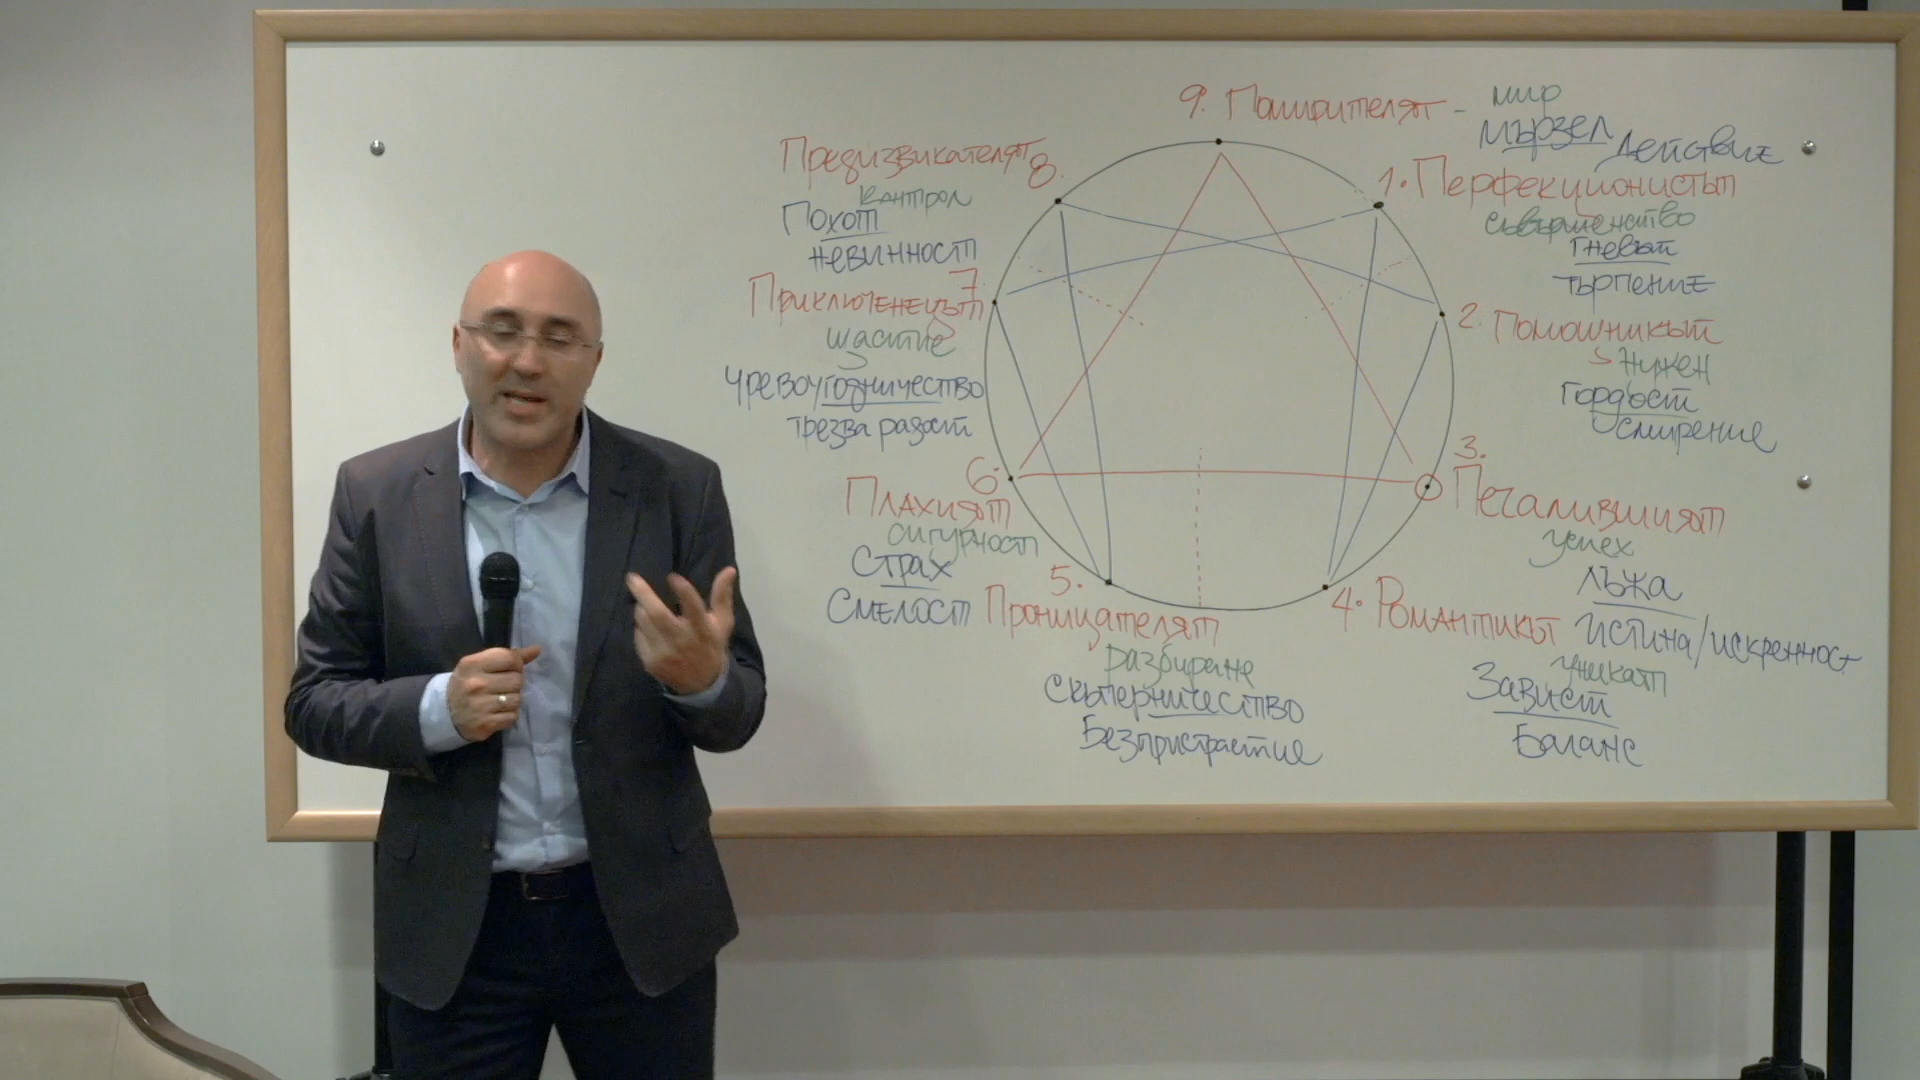 9. Помирителят -
мир
мързел
Действие
1. Перфекционистът
съвършенство
гневът
търпение
2. Помощникът
нужен
Гордост
смирение
3.
Печалившият
успех
лъжа
истина/искреност
4. Романтикът
уникат
Завист
Баланс
5.
Проницателят
разбиране
скъперничество
Безпристрастие
6.
Плахият
сигурност
Страх
Смелост
7
Приключенецът
щастие
чревоугодничество
трезва радост
8.
Предизвикателят
контрол
Похот
невинност